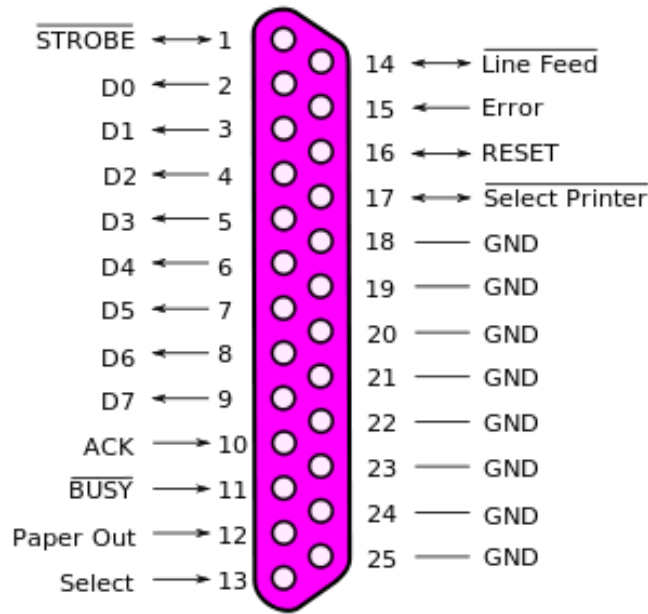 STROBE 1
D0 2
D1 3
D2 4
D3 5
D4 6
D5 7
D6 8
D7 9
ACK 10
BUSY 11
Paper Out 12
Select 13
14 Line Feed
15 Error
16 RESET
17 Select Printer
18 GND
19 GND
20 GND
21 GND
22 GND
23 GND
24 GND
25 GND